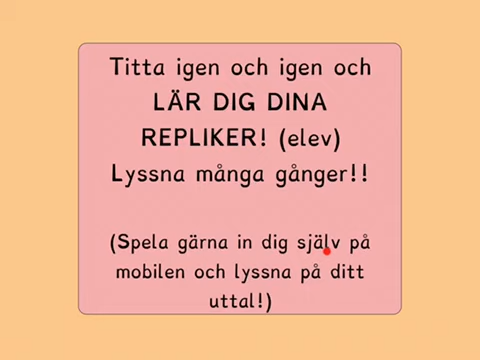 Titta igen och igen och
LÄR DIG DINA
REPLIKER! (elev)
Lyssna många gånger!!
(Spela gärna in dig själv på
mobilen och lyssna på ditt
uttal!)